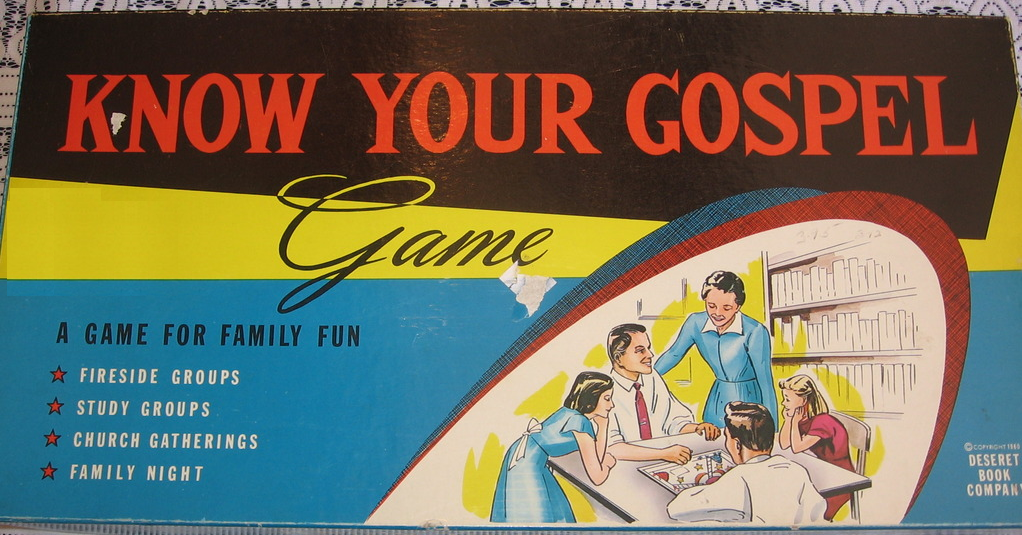 KNOW YOUR GOSPEL
Game
A GAME FOR FAMILY FUN
FIRESIDE GROUPS
STUDY GROUPS
CHURCH GATHERINGS
FAMILY NIGHT
© COPYRIGHT
DESERET
BOOK
COMPANY